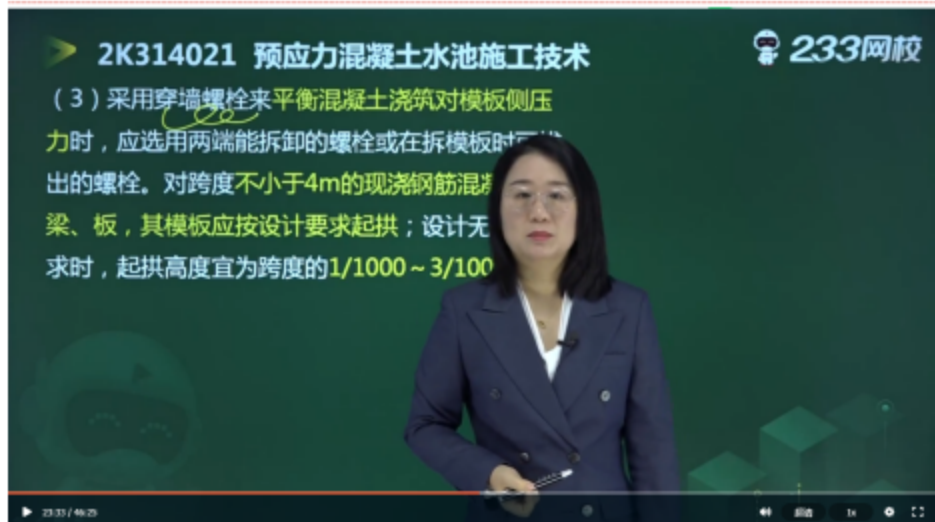 2K314021 预应力混凝土水池施工技术
233网校
（3）采用穿墙螺栓来平衡混凝土浇筑对模板侧压
力时，应选用两端能拆卸的螺栓或在拆模板时可
出的螺栓。对跨度不小于4m的现浇钢筋混凝
梁、板，其模板应按设计要求起拱；设计无
求时，起拱高度宜为跨度的1/1000～3/100
23:33 / 46:25
超清 1x